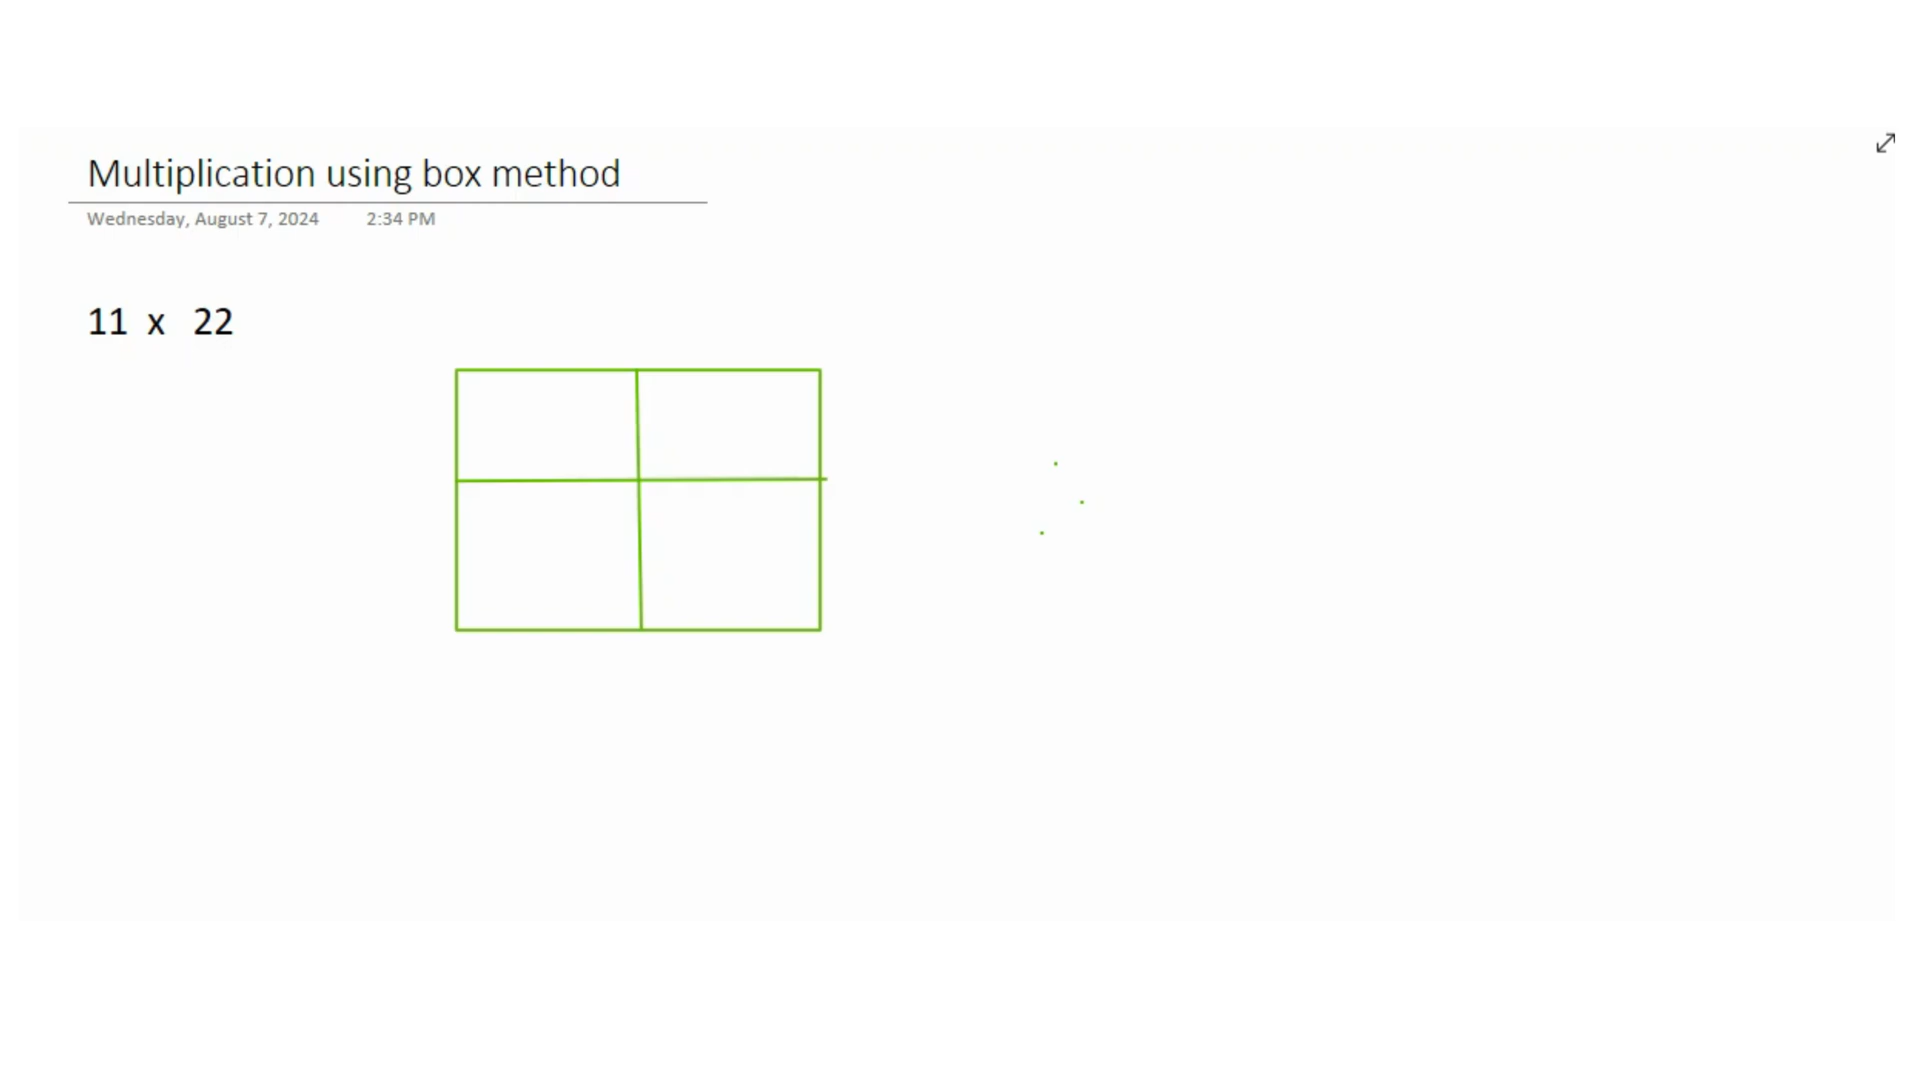 Multiplication using box method
Wednesday, August 7, 2024 2:34 PM
11 x 22